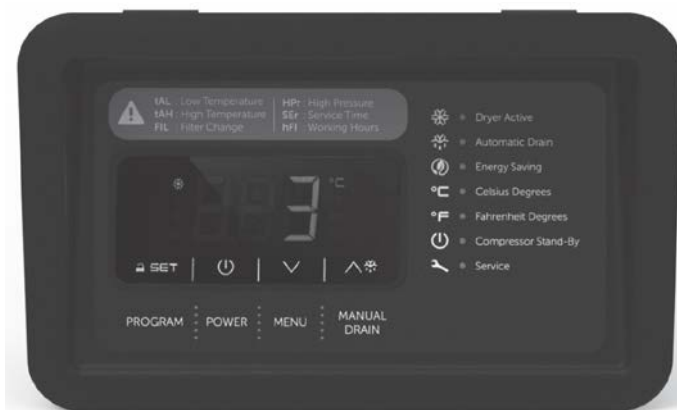 tAL : Low Temperature
tAH : High Temperature
FIL : Filter Change
HPr : High Pressure
SEr : Service Time
hFI : Working Hours
Dryer Active
Automatic Drain
Energy Saving
°C Celsius Degrees
°F Fahrenheit Degrees
Compressor Stand-By
Service
3 °C
SET
PROGRAM
POWER
MENU
MANUAL
DRAIN